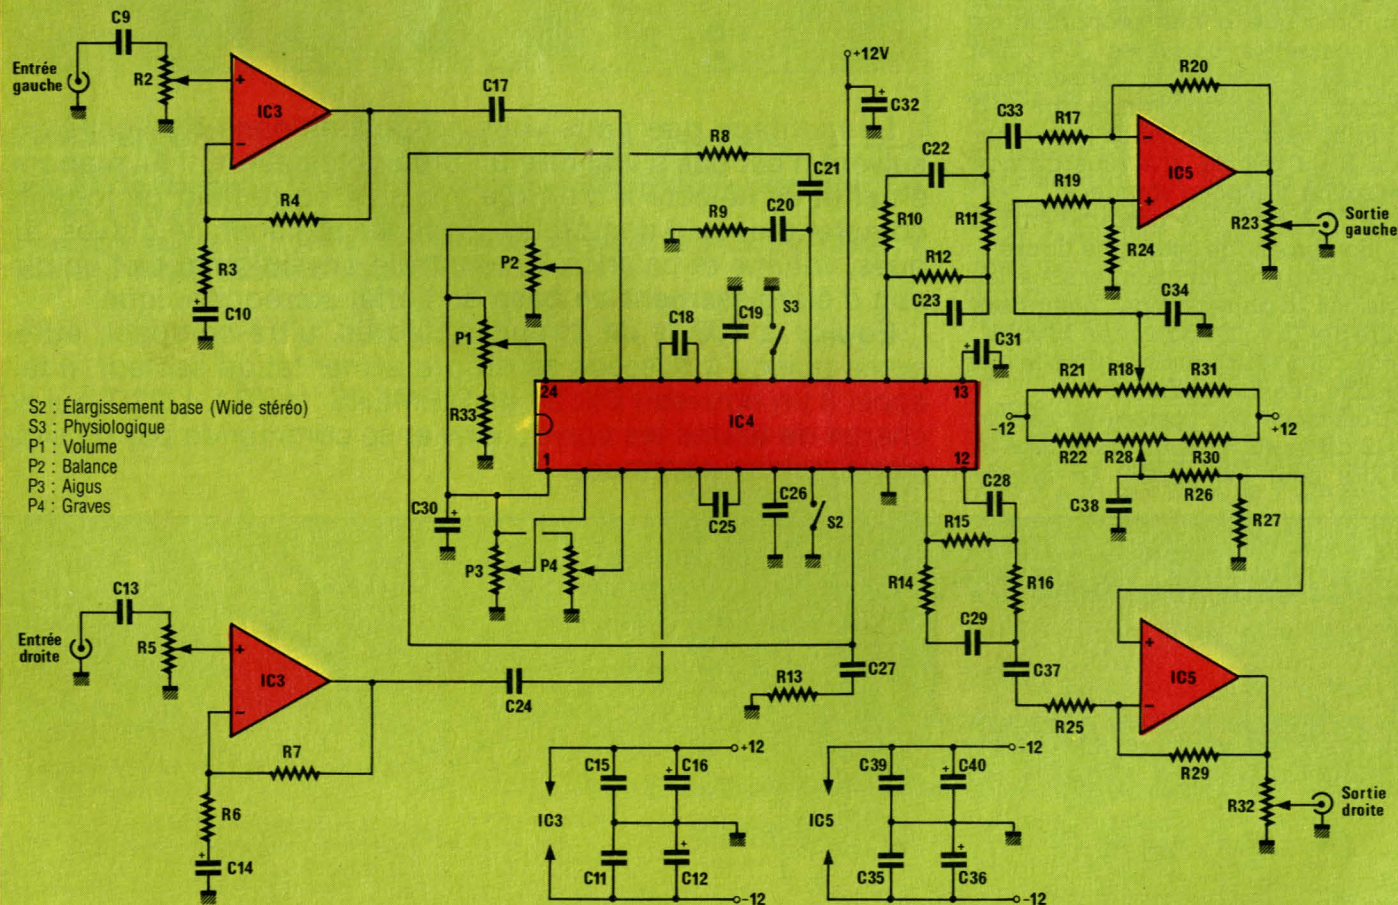 C9
Entrée
gauche
R2
+
IC3
−
R4
R3
+
C10
C17
+12V
+
C32
R8
C21
R9
C20
P2
P1
R33
C18
C19
S3
C22
R10
R11
R12
C23
+
C31
C33
R17
R20
−
IC5
+
R19
R24
R23
Sortie
gauche
C34
R21
R18
R31
-12
+12
R22
R28
R30
R26
C38
R27
24
13
IC4
1
12
S2 : Élargissement base (Wide stéréo)
S3 : Physiologique
P1 : Volume
P2 : Balance
P3 : Aigus
P4 : Graves
C30
+
P3
P4
C25
C26
S2
C28
R15
R14
R16
C29
C37
C27
R13
C13
Entrée
droite
R5
+
IC3
−
R7
R6
+
C14
C24
R25
+
IC5
−
R29
R32
Sortie
droite
+12
C15
+
C16
IC3
C11
+
C12
-12
-12
C39
+
C40
IC5
C35
+
C36
-12